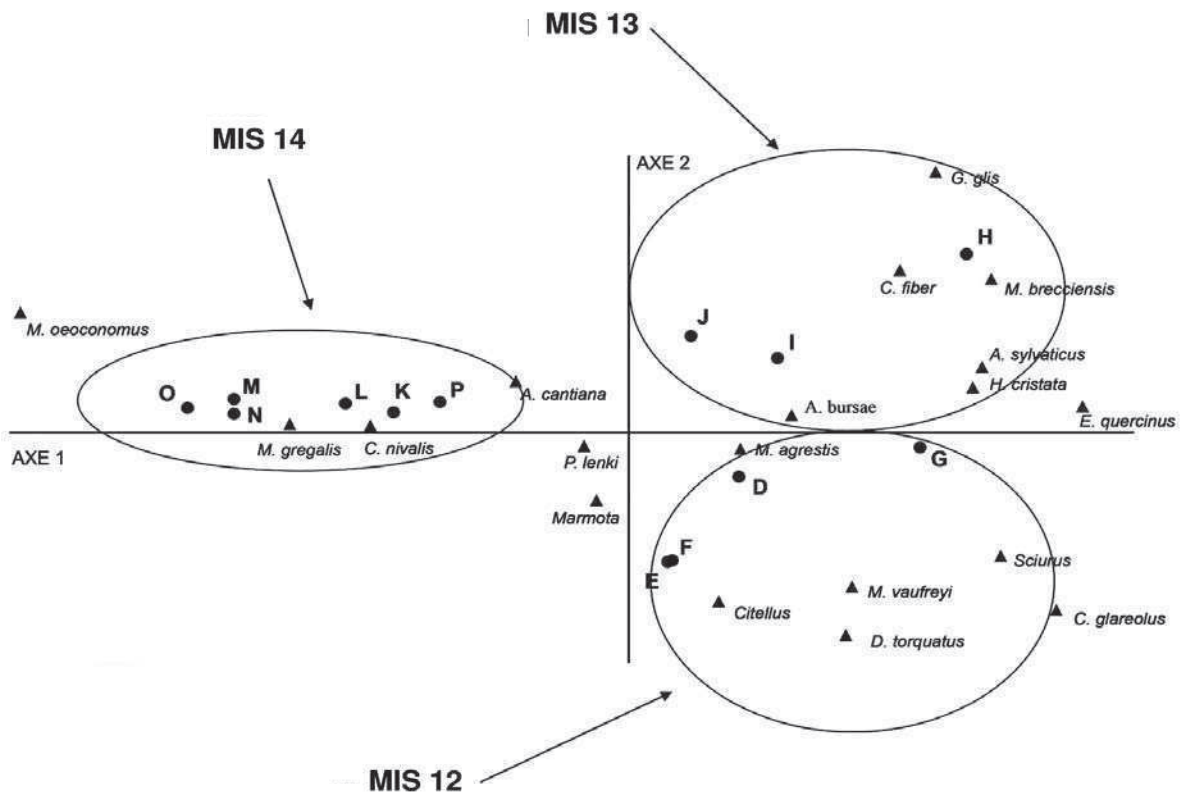 MIS 13
MIS 14
AXE 2
G. glis
H
C. fiber
M. brecciensis
M. oeoconomus
J
I
A. sylvaticus
H. cristata
O
M
N
L
K
P
A. cantiana
A. bursae
E. quercinus
M. gregalis
C. nivalis
AXE 1
P. lenki
M. agrestis
G
D
Marmota
F
E
Sciurus
Citellus
M. vaufreyi
C. glareolus
D. torquatus
MIS 12